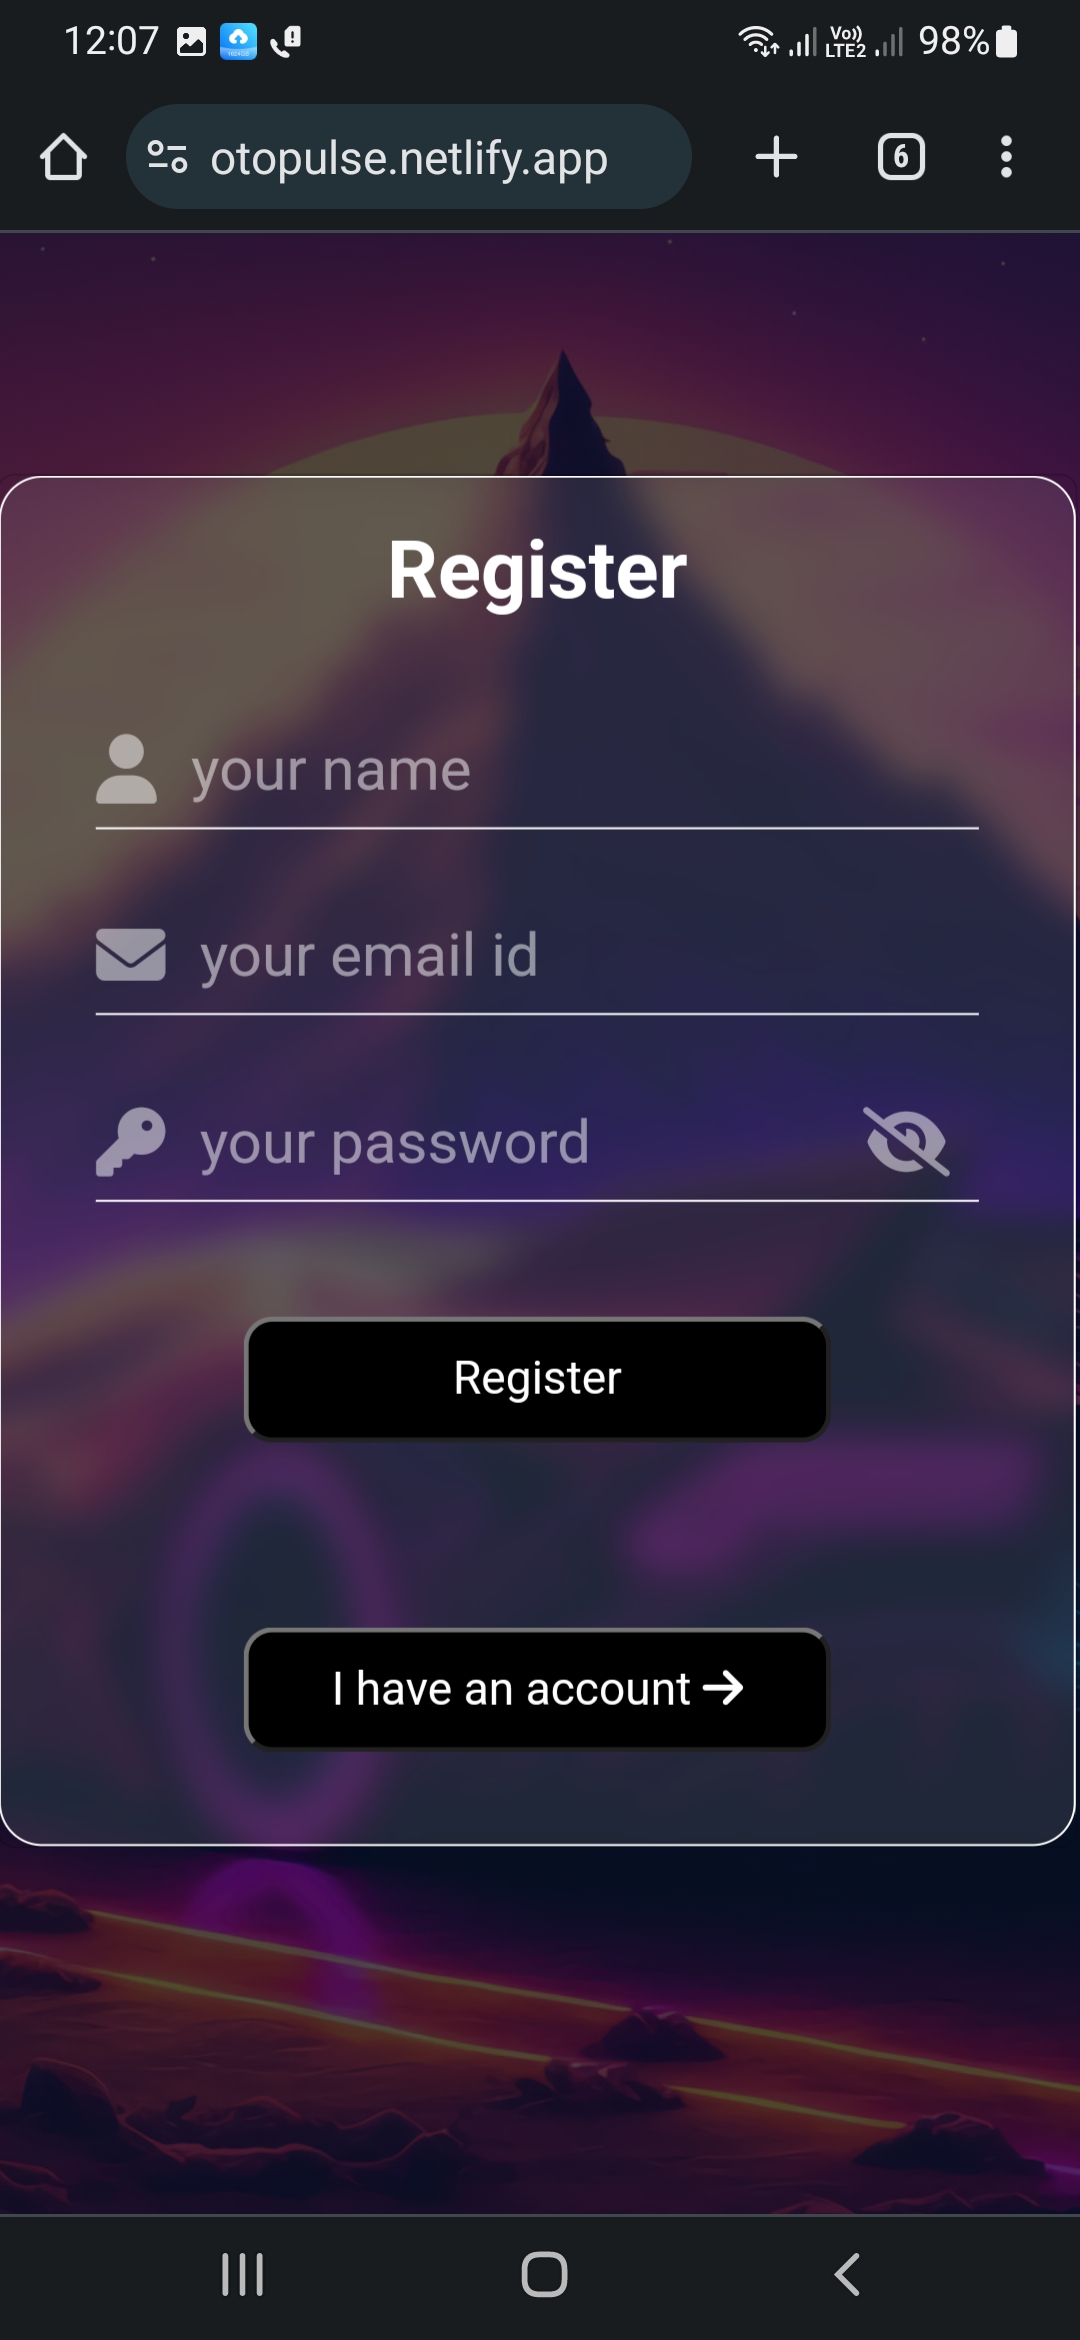 12:07
Vo)) LTE2 98%
otopulse.netlify.app
6
Register
your name
your email id
your password
Register
I have an account →